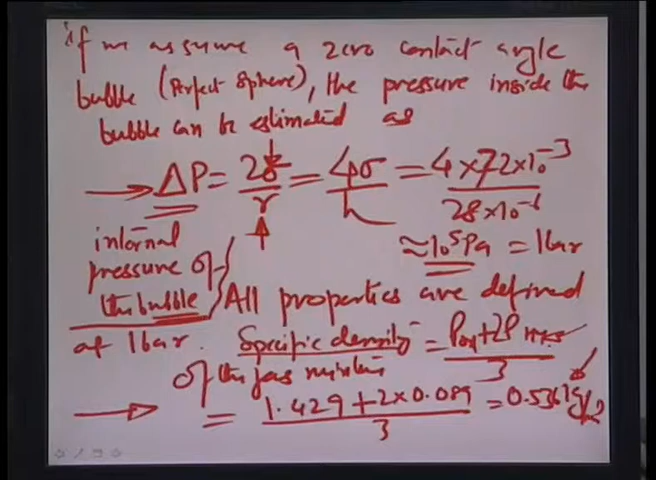 if we assume a zero contact angle
bubble (Perfect Sphere), the pressure inside the
bubble can be estimated as
→ ΔP = 2σ/r = 4σ/h = 4×72×10⁻³/28×10⁻⁶
≈ 10⁵ Pa = 1 bar
internal
pressure of
the bubble
at 1 bar.
All properties are defined
Specific density = /3
of the gas mixture
→ = 1.429 + 2×0.089/3 = 0.536